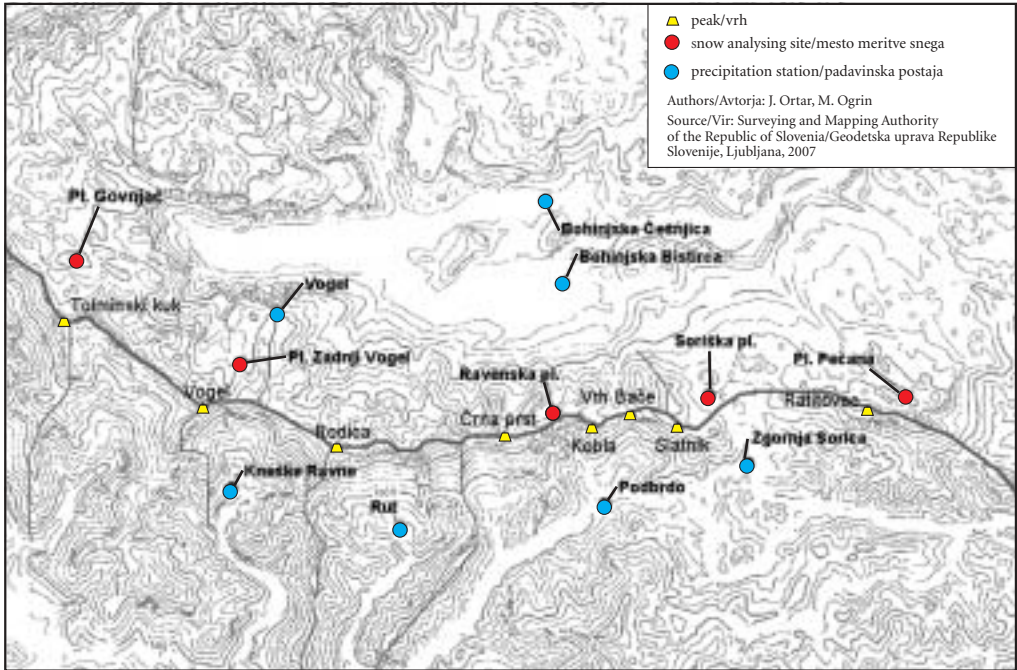 peak/vrh
snow analysing site/mesto meritve snega
precipitation station/padavinska postaja
Authors/Avtorja: J. Ortar, M. Ogrin
Source/Vir: Surveying and Mapping Authority
of the Republic of Slovenia/Geodetska uprava Republike
Slovenije, Ljubljana, 2007
Pl. Govnjač
Bohinjska Češnjica
Bohinjska Bistrca
Vogel
Tolminski kuk
Soriška pl.
Pl. Zadnji Vogel
Pl. Pečana
Ravenska pl.
Vogel
Vrh Bače
Ratitovec
Črna prst
Rodica
Kobla
Slatnik
Zgornja Sorica
Kneške Ravne
Podbrdo
Rut